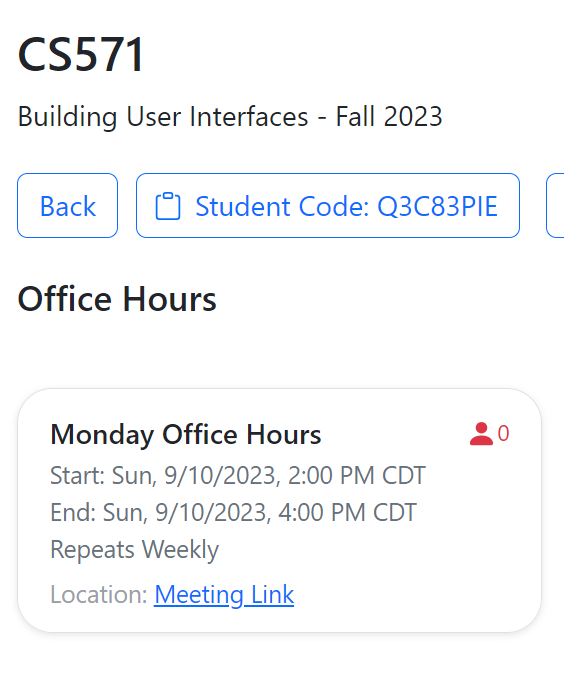 CS571
Building User Interfaces - Fall 2023
Back
Student Code: Q3C83PIE
Office Hours
Monday Office Hours
0
Start: Sun, 9/10/2023, 2:00 PM CDT
End: Sun, 9/10/2023, 4:00 PM CDT
Repeats Weekly
Location: Meeting Link